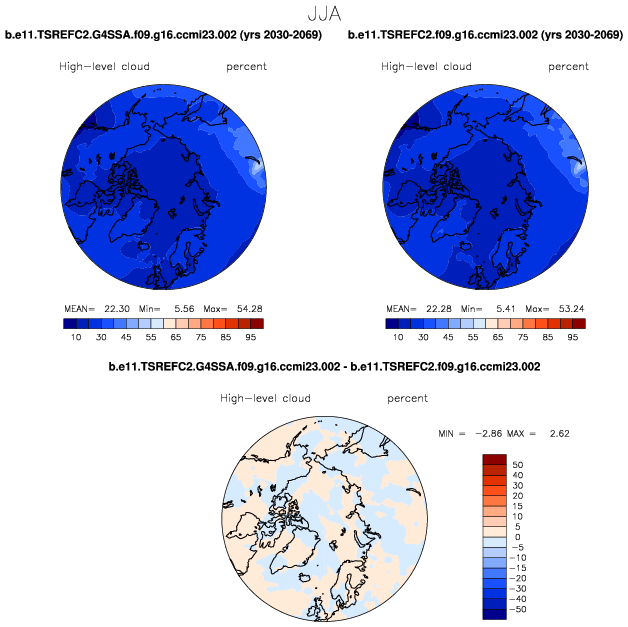 JJA
b.e11.TSREFC2.G4SSA.f09.g16.ccmi23.002 (yrs 2030-2069) b.e11.TSREFC2.f09.g16.ccmi23.002 (yrs 2030-2069)
High-level cloud percent High-level cloud percent
MEAN= 22.30 Min= 5.56 Max= 54.28 MEAN= 22.28 Min= 5.41 Max= 53.24
10 30 45 55 65 75 85 95 10 30 45 55 65 75 85 95
b.e11.TSREFC2.G4SSA.f09.g16.ccmi23.002 - b.e11.TSREFC2.f09.g16.ccmi23.002
High-level cloud percent
MIN = -2.86 MAX = 2.62
50
40
30
20
15
10
5
0
-5
-10
-15
-20
-30
-40
-50